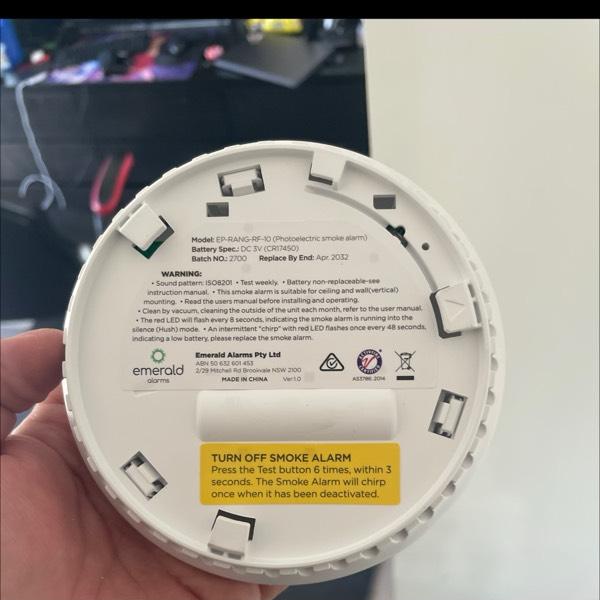 Model: EP-RANG-RF-10 (Photoelectric smoke alarm)
Battery Spec.: DC 3V (CR17450)
Batch NO.: 2700 Replace By End: Apr. 2032
WARNING:
• Sound pattern: ISO8201 • Test weekly. • Battery non-replaceable-see
instruction manual. • This smoke alarm is suitable for ceiling and wall(vertical)
mounting. • Read the users manual before installing and operating.
• Clean by vacuum, cleaning the outside of the unit each month, refer to the user manual.
• The red LED will flash every 8 seconds, indicating the smoke alarm is running into the
silence (Hush) mode. • An intermittent "chirp" with red LED flashes once every 48 seconds,
indicating a low battery, please replace the smoke alarm.
emerald
alarms
Emerald Alarms Pty Ltd
ABN 50 632 601 453
2/29 Mitchell Rd Brookvale NSW 2100
MADE IN CHINA Ver:1.0
AS3786:2014
TURN OFF SMOKE ALARM
Press the Test button 6 times, within 3
seconds. The Smoke Alarm will chirp
once when it has been deactivated.